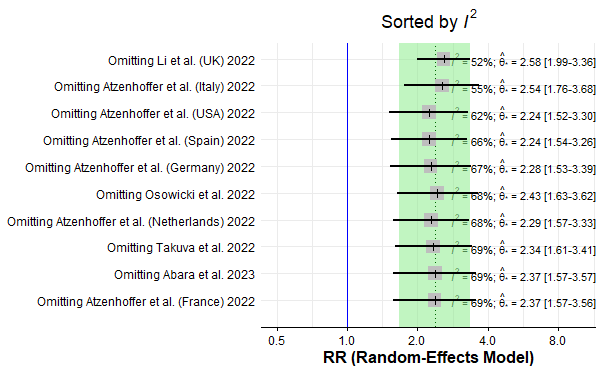 Sorted by I²
Omitting Li et al. (UK) 2022 I² = 52%; θ̂* = 2.58 [1.99-3.36]
Omitting Atzenhoffer et al. (Italy) 2022 I² = 55%; θ̂* = 2.54 [1.76-3.68]
Omitting Atzenhoffer et al. (USA) 2022 I² = 62%; θ̂* = 2.24 [1.52-3.30]
Omitting Atzenhoffer et al. (Spain) 2022 I² = 66%; θ̂* = 2.24 [1.54-3.26]
Omitting Atzenhoffer et al. (Germany) 2022 I² = 67%; θ̂* = 2.28 [1.53-3.39]
Omitting Osowicki et al. 2022 I² = 68%; θ̂* = 2.43 [1.63-3.62]
Omitting Atzenhoffer et al. (Netherlands) 2022 I² = 68%; θ̂* = 2.29 [1.57-3.33]
Omitting Takuva et al. 2022 I² = 69%; θ̂* = 2.34 [1.61-3.41]
Omitting Abara et al. 2023 I² = 69%; θ̂* = 2.37 [1.57-3.57]
Omitting Atzenhoffer et al. (France) 2022 I² = 69%; θ̂* = 2.37 [1.57-3.56]
0.5 1.0 2.0 4.0 8.0
RR (Random-Effects Model)